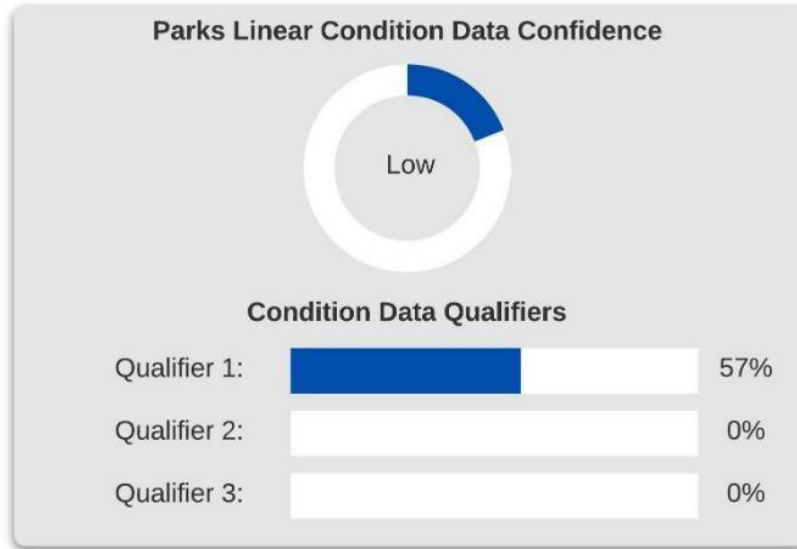 Parks Linear Condition Data Confidence
Low
Condition Data Qualifiers
Qualifier 1: 57%
Qualifier 2: 0%
Qualifier 3: 0%